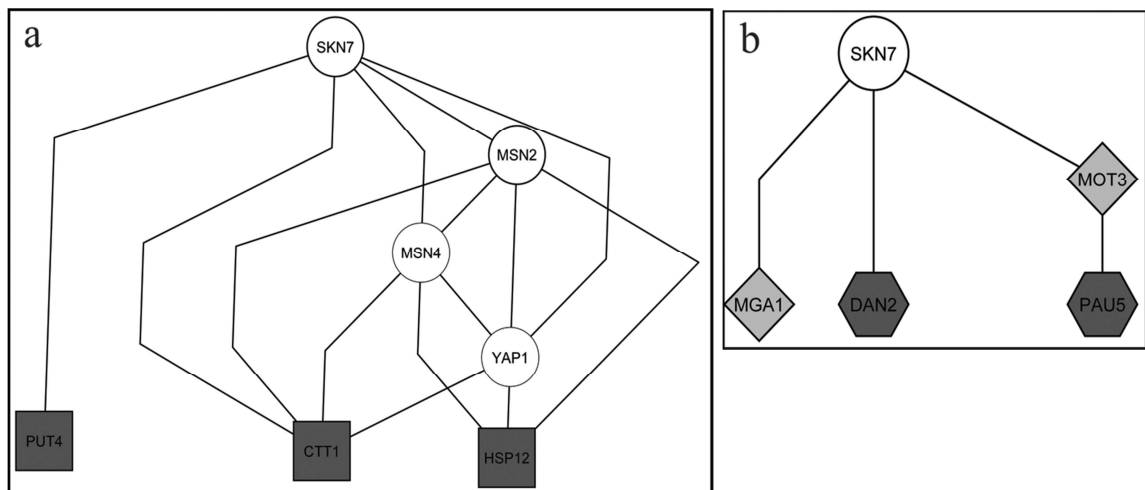 a
SKN7
MSN2
MSN4
YAP1
PUT4
CTT1
HSP12
b
SKN7
MOT3
MGA1
DAN2
PAU5